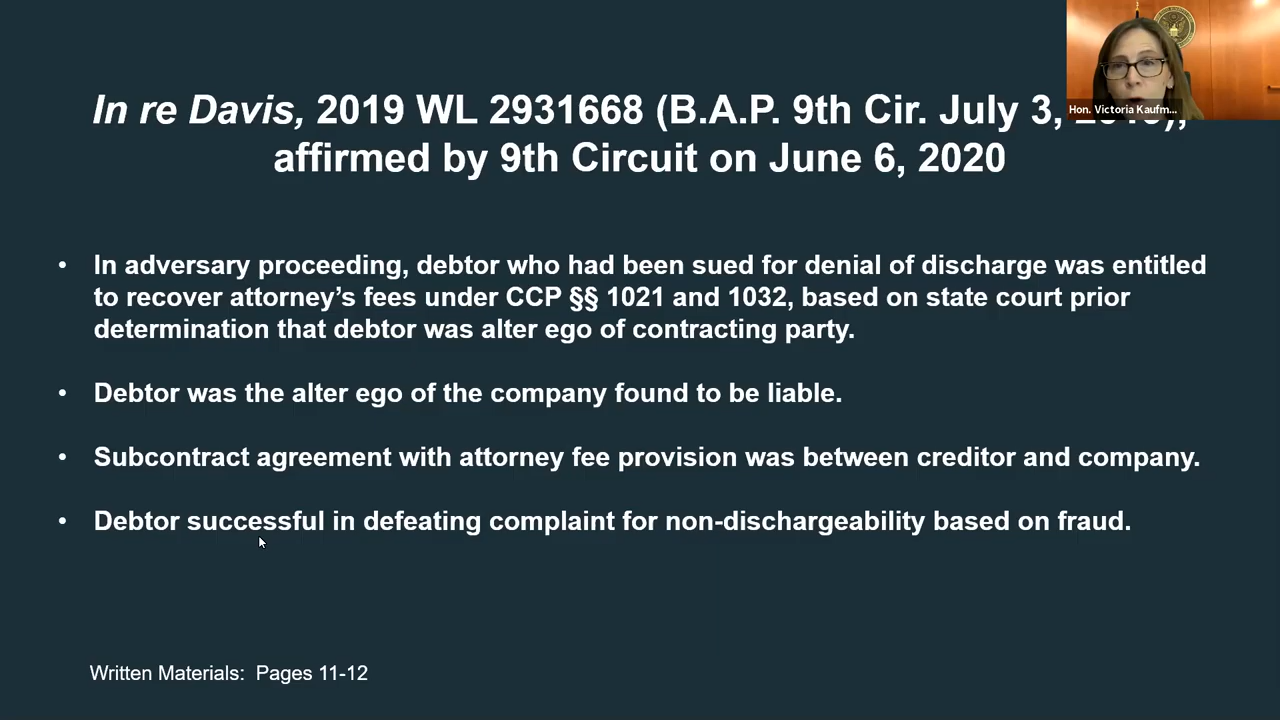 In re Davis, 2019 WL 2931668 (B.A.P. 9th Cir. July 3,
affirmed by 9th Circuit on June 6, 2020
Hon. Victoria Kaufm...
• In adversary proceeding, debtor who had been sued for denial of discharge was entitled
to recover attorney's fees under CCP §§ 1021 and 1032, based on state court prior
determination that debtor was alter ego of contracting party.
• Debtor was the alter ego of the company found to be liable.
• Subcontract agreement with attorney fee provision was between creditor and company.
• Debtor successful in defeating complaint for non-dischargeability based on fraud.
Written Materials: Pages 11-12